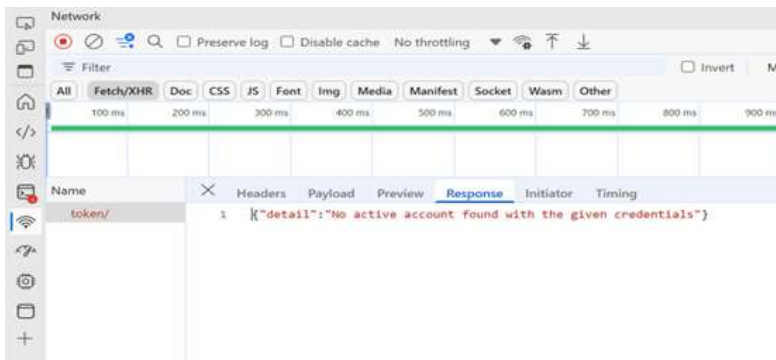 Network
Preserve log Disable cache No throttling
Filter Invert M
All Fetch/XHR Doc CSS JS Font Img Media Manifest Socket Wasm Other
100 ms 200 ms 300 ms 400 ms 500 ms 600 ms 700 ms 800 ms 900 ms
Name Headers Payload Preview Response Initiator Timing
token/ 1 {"detail":"No active account found with the given credentials"}